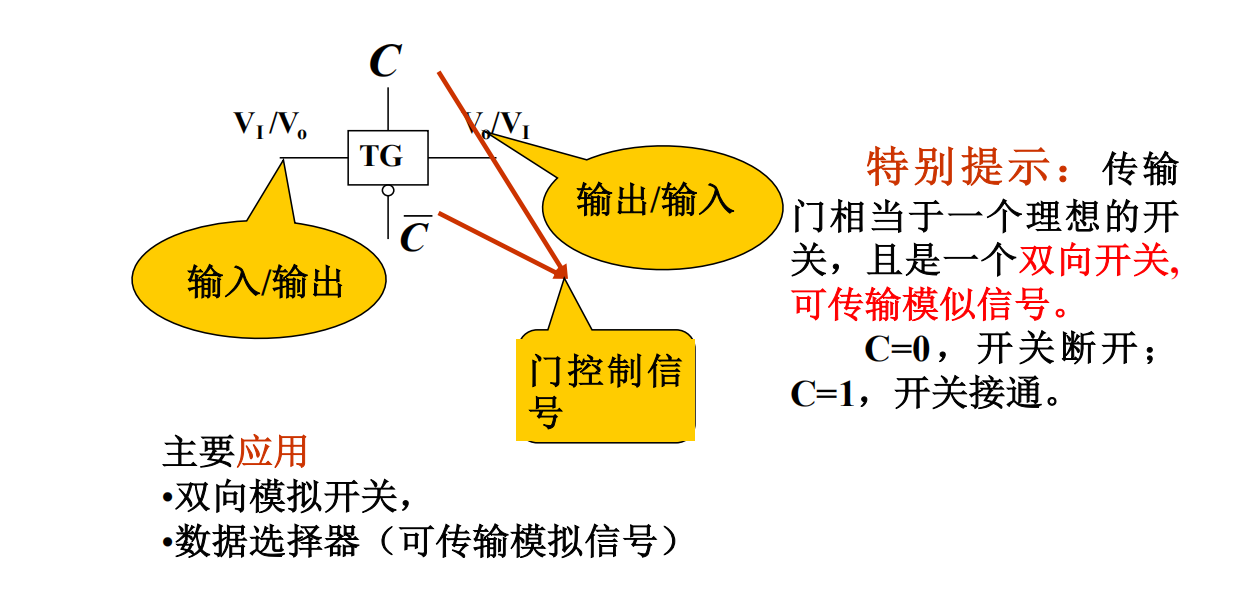 C
V_I/V_o
V_o/V_I
TG
C̅
输入/输出
输出/输入
门控制信
号
特别提示：传输
门相当于一个理想的开
关，且是一个双向开关,
可传输模似信号。
C=0，开关断开；
C=1，开关接通。
主要应用
•双向模拟开关，
•数据选择器（可传输模拟信号）